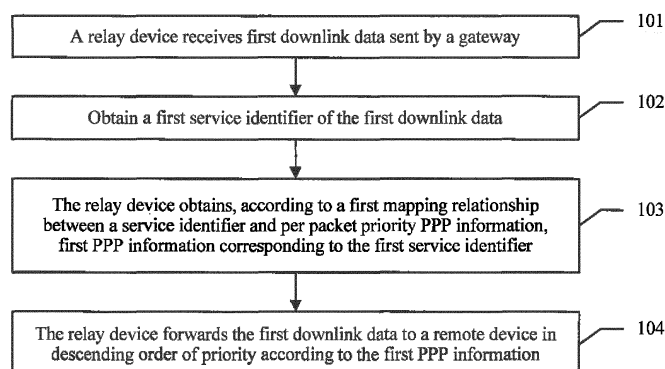 A relay device receives first downlink data sent by a gateway
101
Obtain a first service identifier of the first downlink data
102
The relay device obtains, according to a first mapping relationship
between a service identifier and per packet priority PPP information,
first PPP information corresponding to the first service identifier
103
The relay device forwards the first downlink data to a remote device in
descending order of priority according to the first PPP information
104